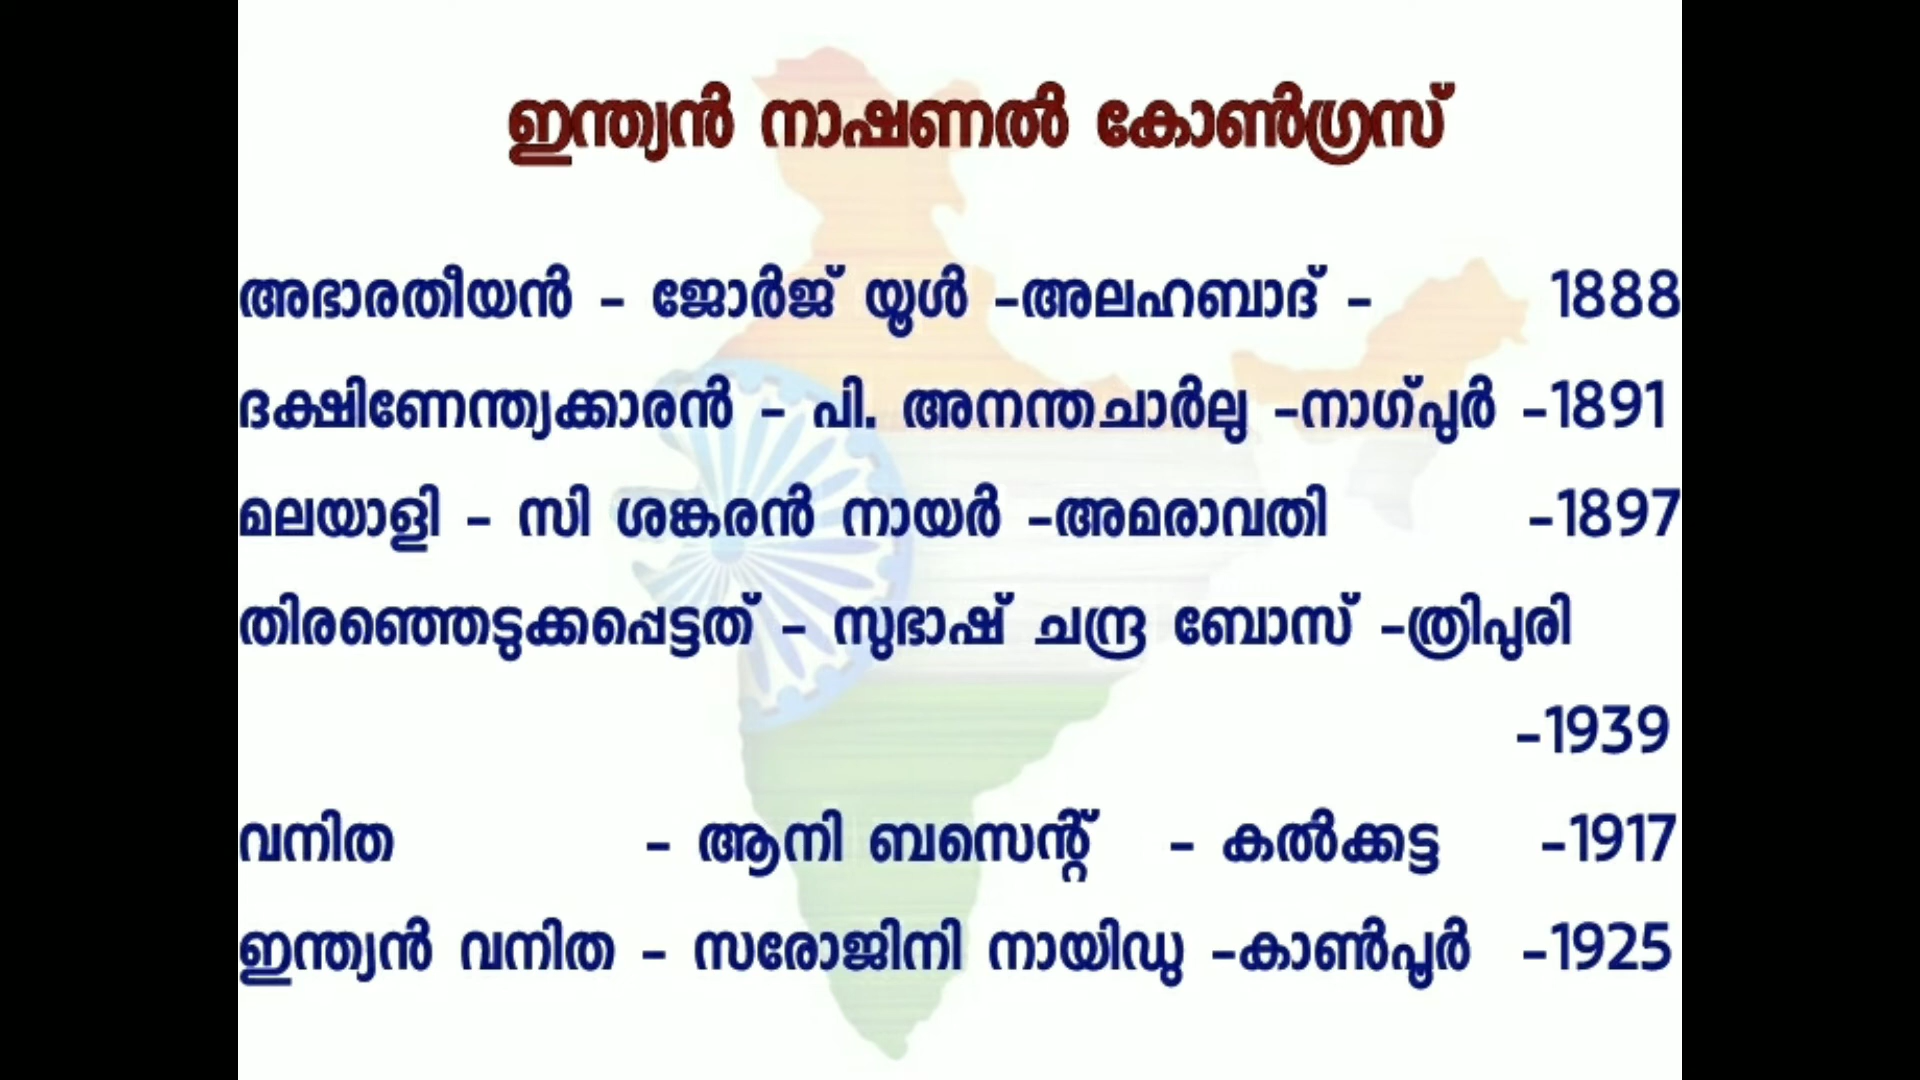 ഇന്ത്യൻ നാഷണൽ കോൺഗ്രസ്
അഭാരതീയൻ - ജോർജ് യൂൾ -അലഹബാദ് - 1888
ദക്ഷിണേന്ത്യക്കാരൻ - പി. അനന്തചാർലു -നാഗ്പുർ -1891
മലയാളി - സി ശങ്കരൻ നായർ -അമരാവതി -1897
തിരഞ്ഞെടുക്കപ്പെട്ടത് - സുഭാഷ് ചന്ദ്ര ബോസ് -ത്രിപുരി
-1939
വനിത - ആനി ബസെന്റ് - കൽക്കട്ട -1917
ഇന്ത്യൻ വനിത - സരോജിനി നായിഡു -കാൺപൂർ -1925